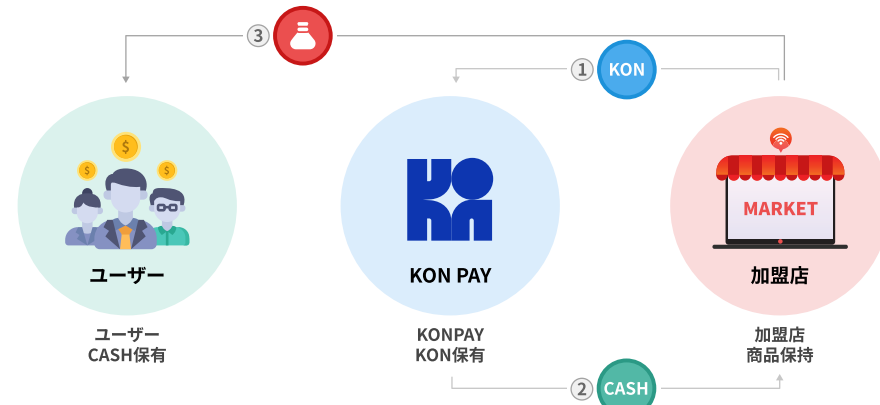 3
1
KON
$
$
$
MARKET
ユーザー
KON PAY
加盟店
ユーザー
CASH保有
KONPAY
KON保有
加盟店
商品保持
2
CASH